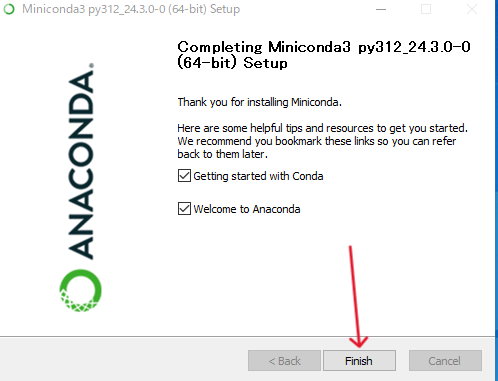 Miniconda3 py312_24.3.0-0 (64-bit) Setup
Completing Miniconda3 py312_24.3.0-0
(64-bit) Setup
Thank you for installing Miniconda.
Here are some helpful tips and resources to get you started.
We recommend you bookmark these links so you can refer
back to them later.
Getting started with Conda
Welcome to Anaconda
ANACONDA.
< Back
Finish
Cancel